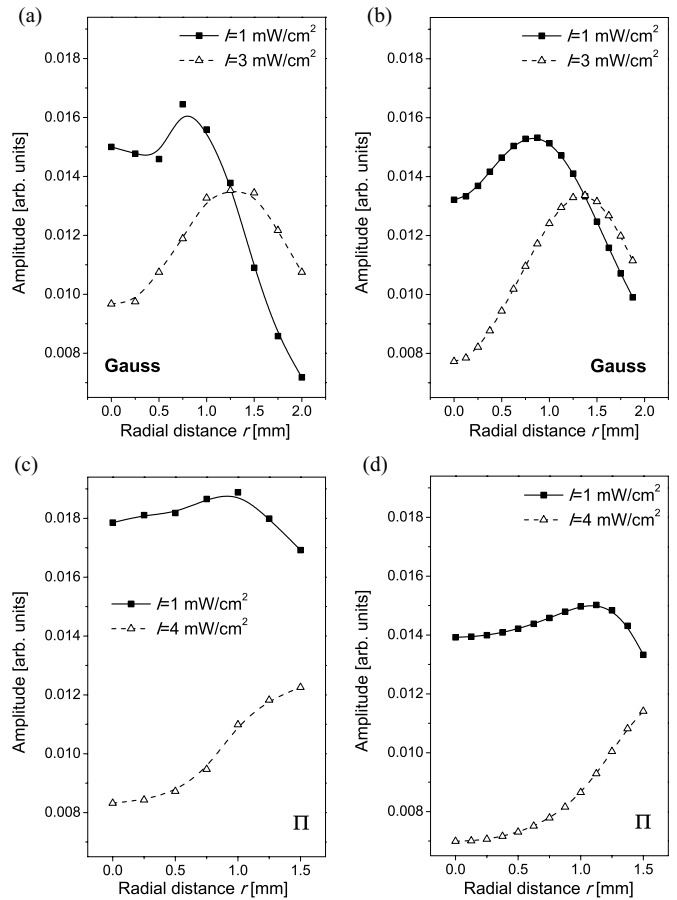 (a)
I=1 mW/cm²
I=3 mW/cm²
0.018
0.016
0.014
0.012
0.010
0.008
Amplitude [arb. units]
Gauss
0.0 0.5 1.0 1.5 2.0
Radial distance r [mm]
(b)
I=1 mW/cm²
I=3 mW/cm²
0.018
0.016
0.014
0.012
0.010
0.008
Amplitude [arb. units]
Gauss
0.0 0.5 1.0 1.5 2.0
Radial distance r [mm]
(c)
0.018
0.016
0.014
0.012
0.010
0.008
Amplitude [arb. units]
I=1 mW/cm²
I=4 mW/cm²
Π
0.0 0.5 1.0 1.5
Radial distance r [mm]
(d)
I=1 mW/cm²
I=4 mW/cm²
0.018
0.016
0.014
0.012
0.010
0.008
Amplitude [arb. units]
Π
0.0 0.5 1.0 1.5
Radial distance r [mm]